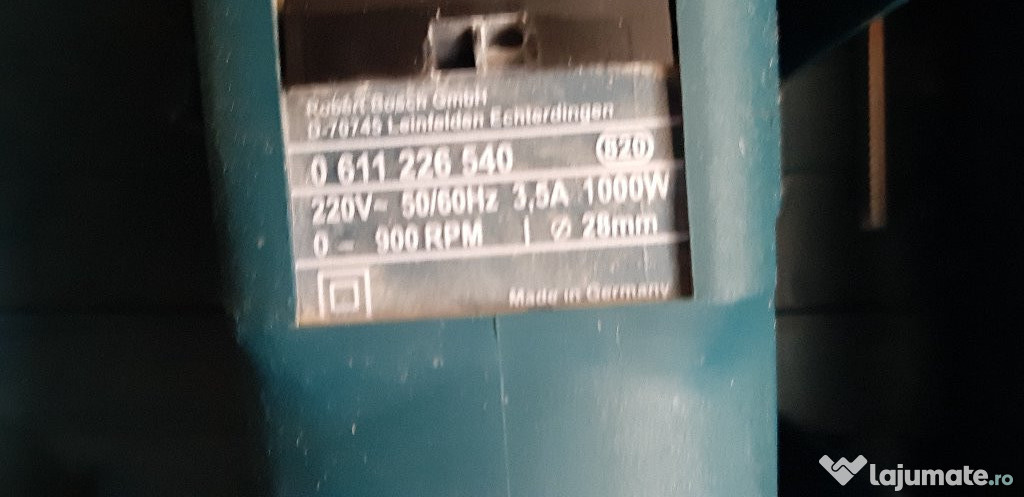 Robert Bosch GmbH
D-70745 Leinfelden Echterdingen
0 611 226 540 820
220V~ 50/60Hz 3,5A 1000W
0 - 900 RPM | ⌀ 28mm
Made in Germany
lajumate.ro